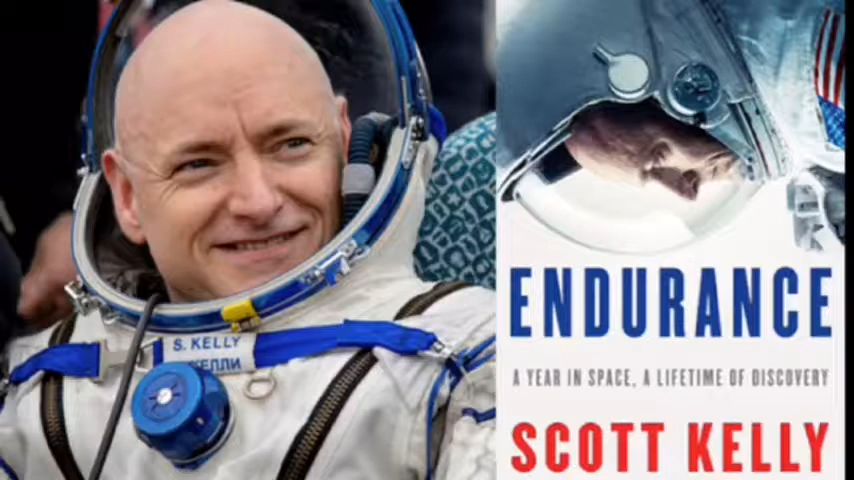 S. KELLY
КЕЛЛИ
ENDURANCE
A YEAR IN SPACE, A LIFETIME OF DISCOVERY
SCOTT KELLY